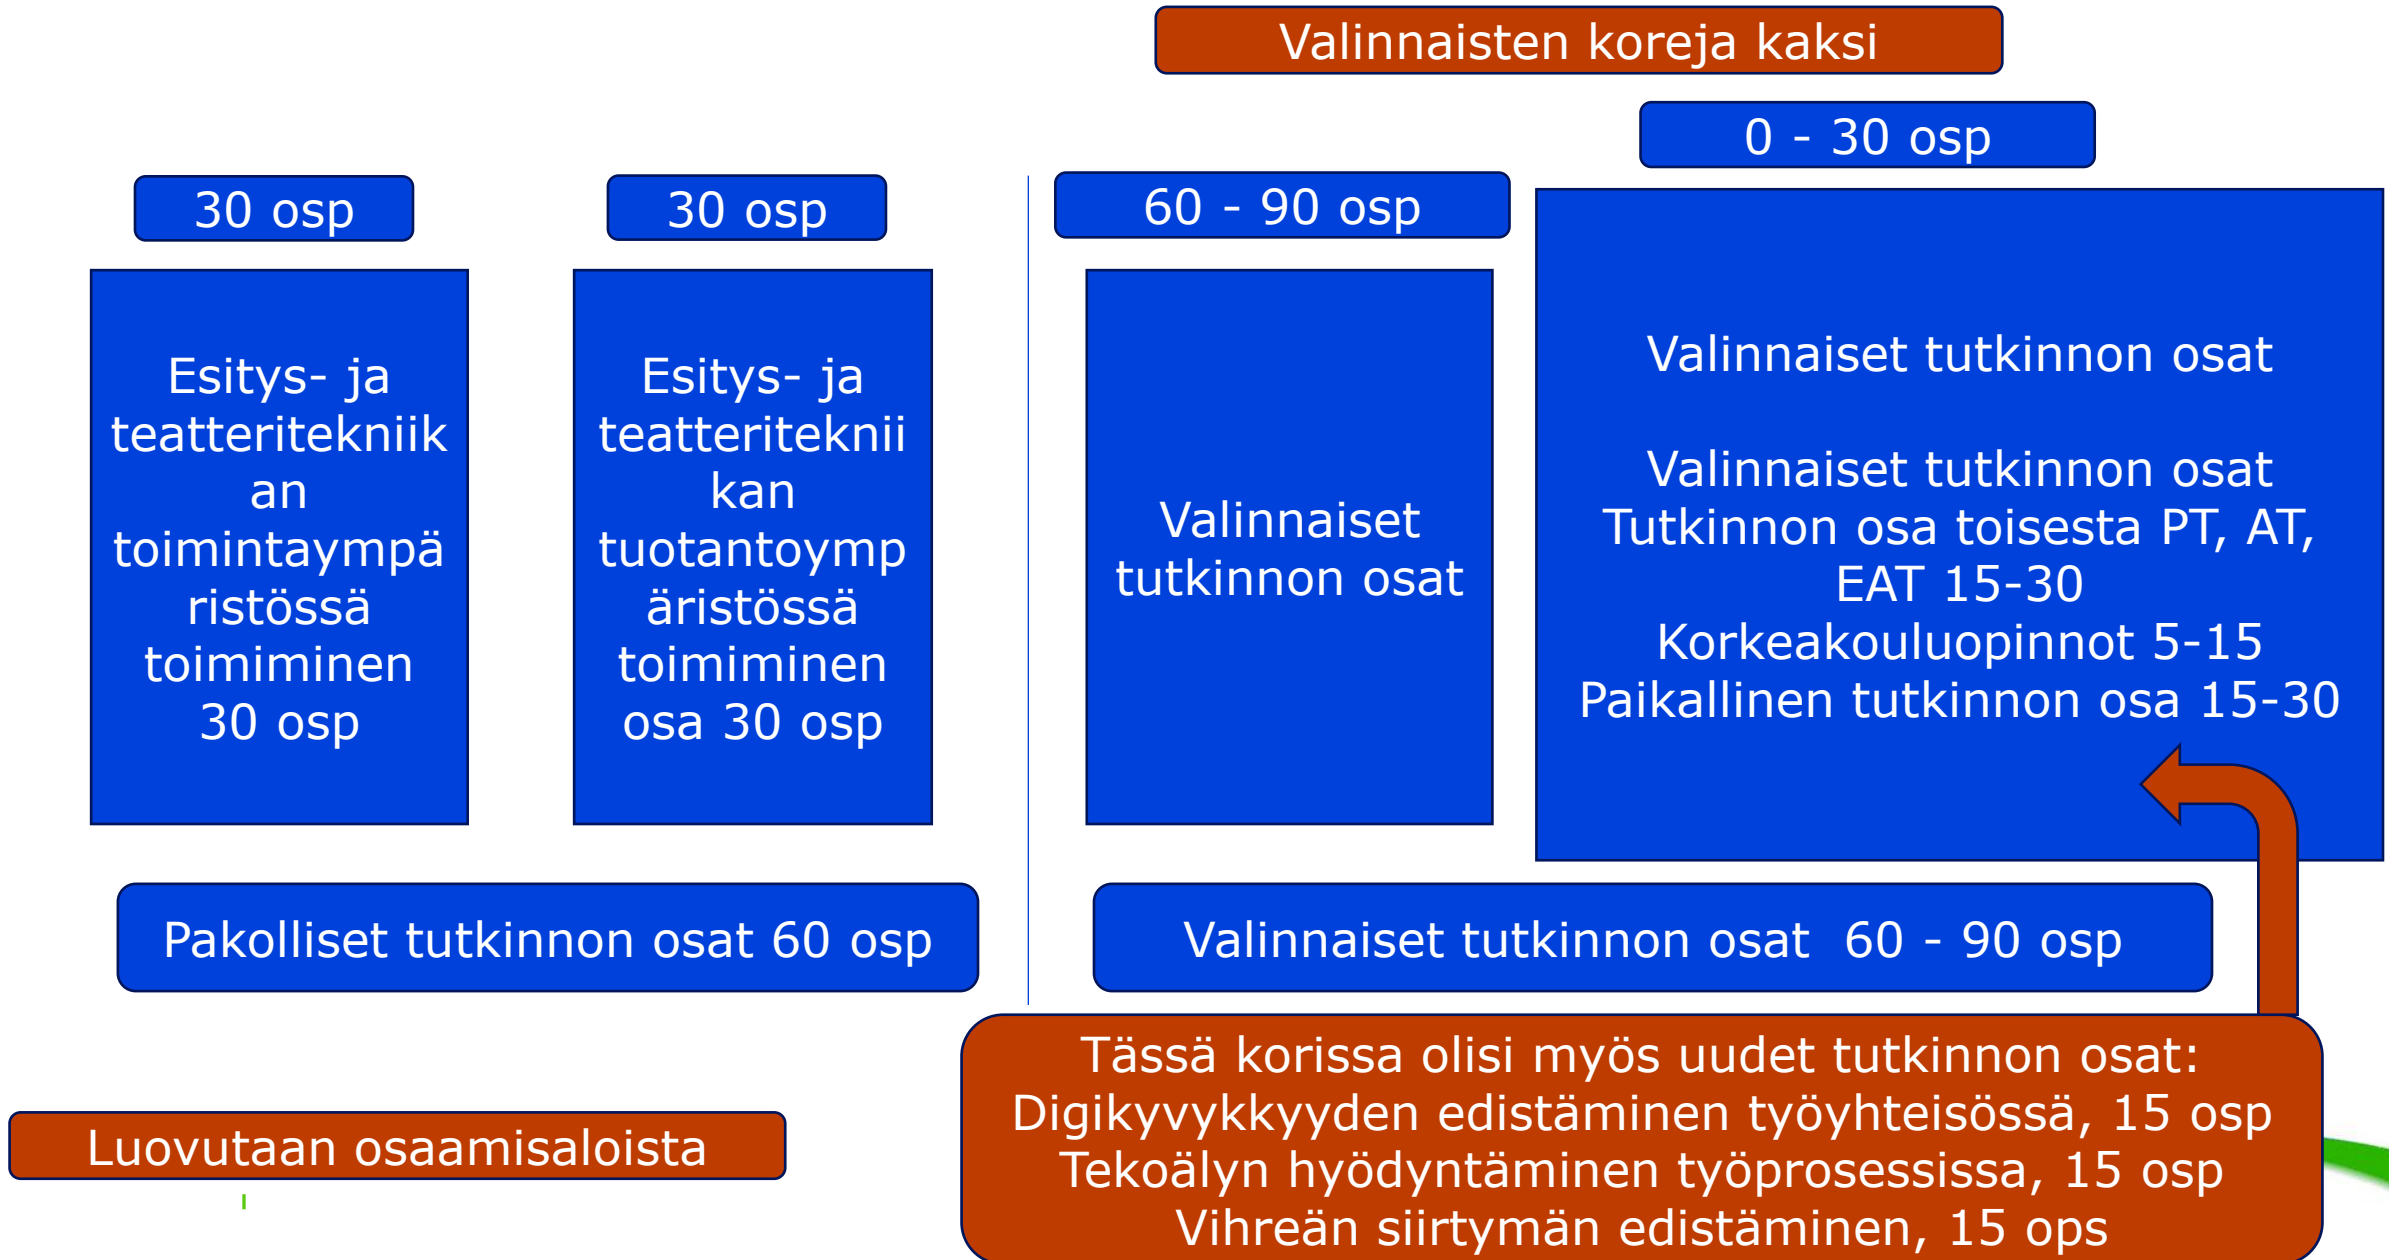 Valinnaisten koreja kaksi
0 - 30 osp
30 osp
30 osp
60 - 90 osp
Esitys- ja
teatteritekniik
an
toimintaympä
ristössä
toimiminen
30 osp
Esitys- ja
teatteriteknii
kan
tuotantoymp
äristössä
toimiminen
osa 30 osp
Valinnaiset
tutkinnon osat
Valinnaiset tutkinnon osat
Valinnaiset tutkinnon osat
Tutkinnon osa toisesta PT, AT,
EAT 15-30
Korkeakouluopinnot 5-15
Paikallinen tutkinnon osa 15-30
Pakolliset tutkinnon osat 60 osp
Valinnaiset tutkinnon osat  60 - 90 osp
Luovutaan osaamisaloista
Tässä korissa olisi myös uudet tutkinnon osat:
Digikyvykkyyden edistäminen työyhteisössä, 15 osp
Tekoälyn hyödyntäminen työprosessissa, 15 osp
Vihreän siirtymän edistäminen, 15 ops